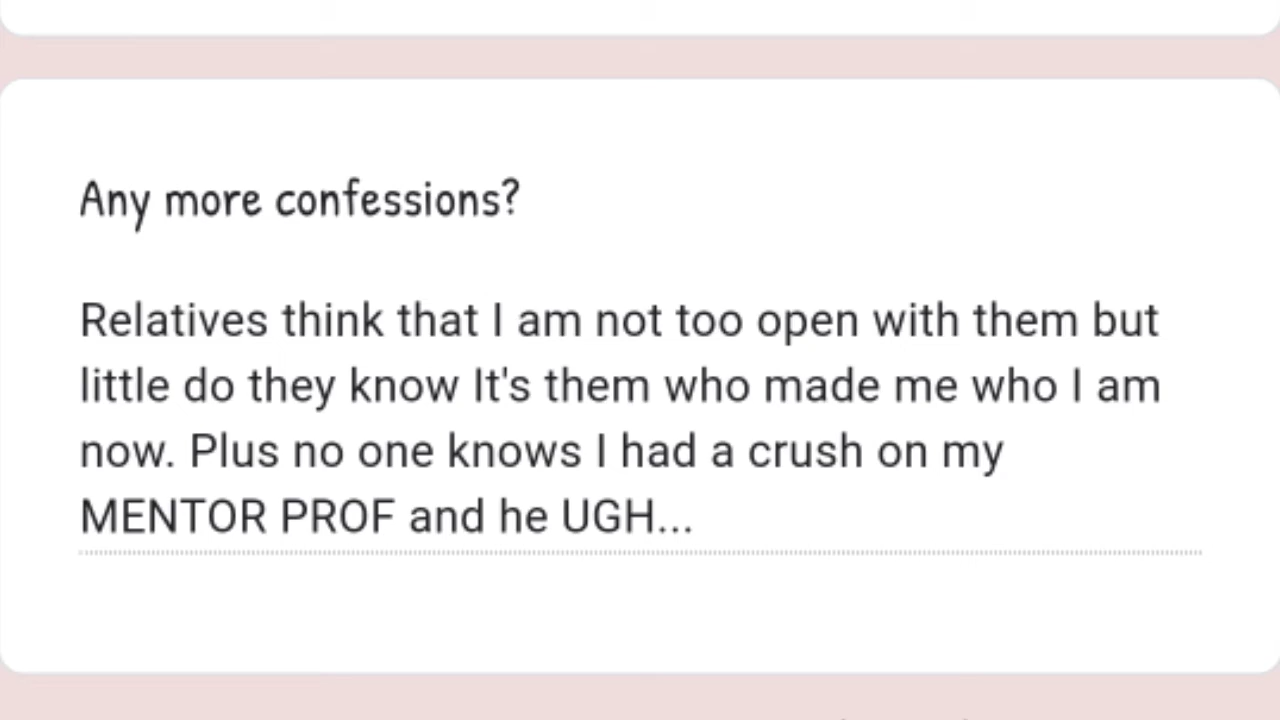 Any more confessions?
Relatives think that I am not too open with them but
little do they know It's them who made me who I am
now. Plus no one knows I had a crush on my
MENTOR PROF and he UGH...